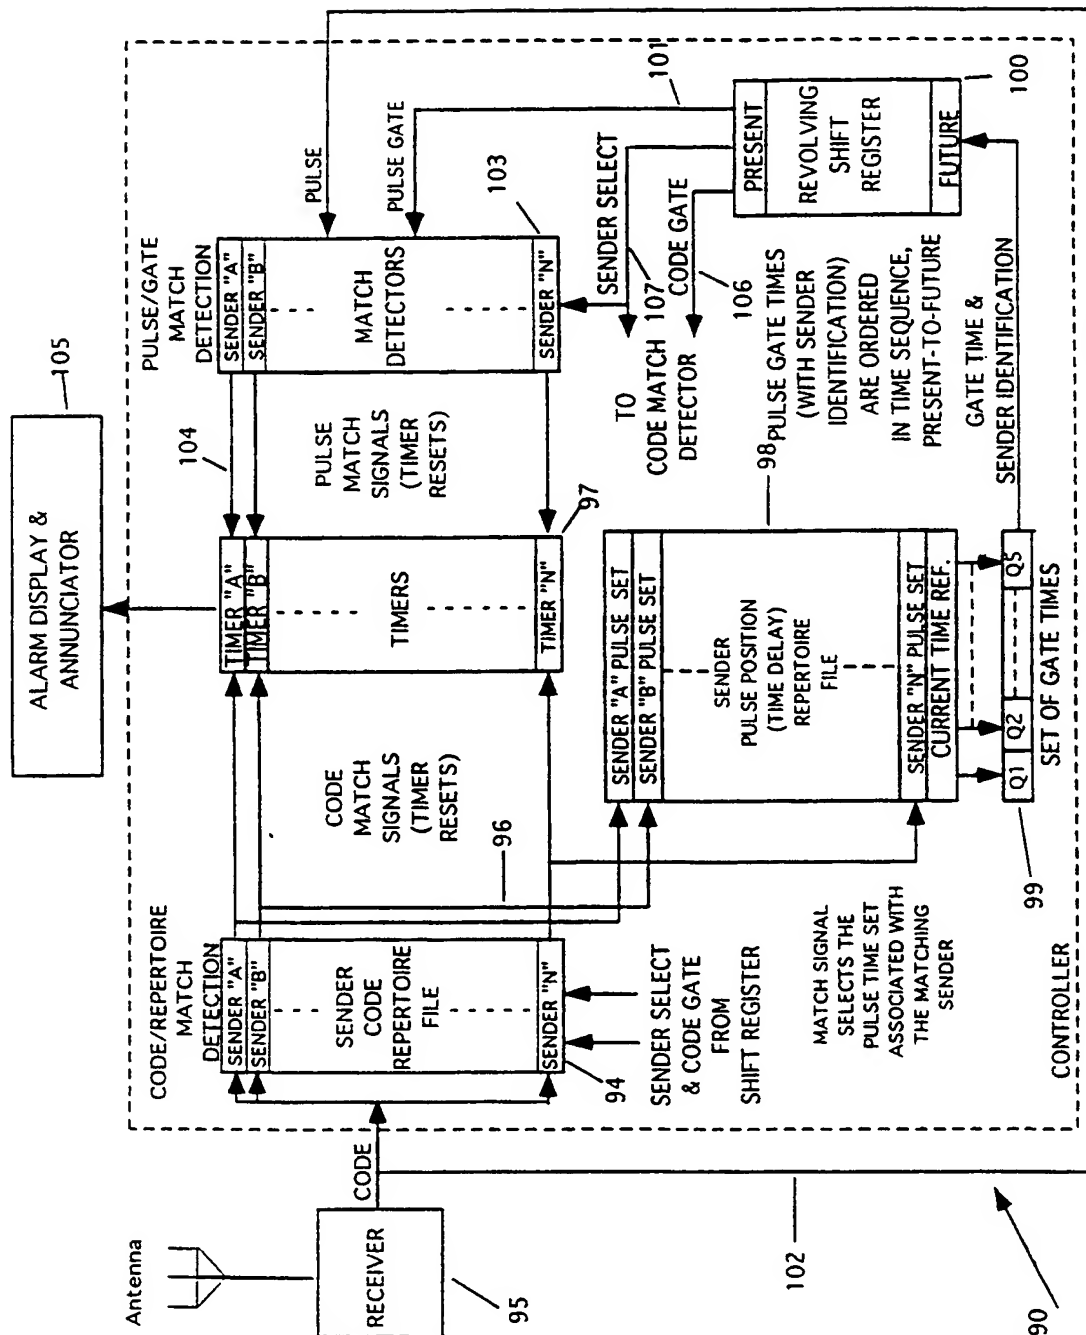 Antenna
RECEIVER
95
CODE
102
90
CODE/REPERTOIRE
MATCH
DETECTION
SENDER "A"
SENDER "B"
SENDER
CODE
REPERTOIRE
FILE
SENDER "N"
94
SENDER SELECT
& CODE GATE
FROM
SHIFT REGISTER
CODE
MATCH
SIGNALS
(TIMER
RESETS)
96
ALARM DISPLAY &
ANNUNCIATOR
105
TIMER "A"
TIMER "B"
TIMERS
TIMER "N"
97
PULSE
MATCH
SIGNALS
(TIMER
RESETS)
104
PULSE/GATE
MATCH
DETECTION
SENDER "A"
SENDER "B"
MATCH
DETECTORS
SENDER "N"
103
PULSE
PULSE GATE
101
SENDER SELECT
107
CODE GATE
106
TO
CODE MATCH
DETECTOR
PRESENT
REVOLVING
SHIFT
REGISTER
FUTURE
100
MATCH SIGNAL
SELECTS THE
PULSE TIME SET
ASSOCIATED WITH
THE MATCHING
SENDER
SENDER "A" PULSE SET
SENDER "B" PULSE SET
SENDER
PULSE POSITION
(TIME DELAY)
REPERTOIRE
FILE
SENDER "N" PULSE SET
CURRENT TIME REF.
98
PULSE GATE TIMES
(WITH SENDER
IDENTIFICATION)
ARE ORDERED
IN TIME SEQUENCE,
PRESENT-TO-FUTURE
Q1
Q2
QS
99
SET OF GATE TIMES
GATE TIME &
SENDER IDENTIFICATION
CONTROLLER